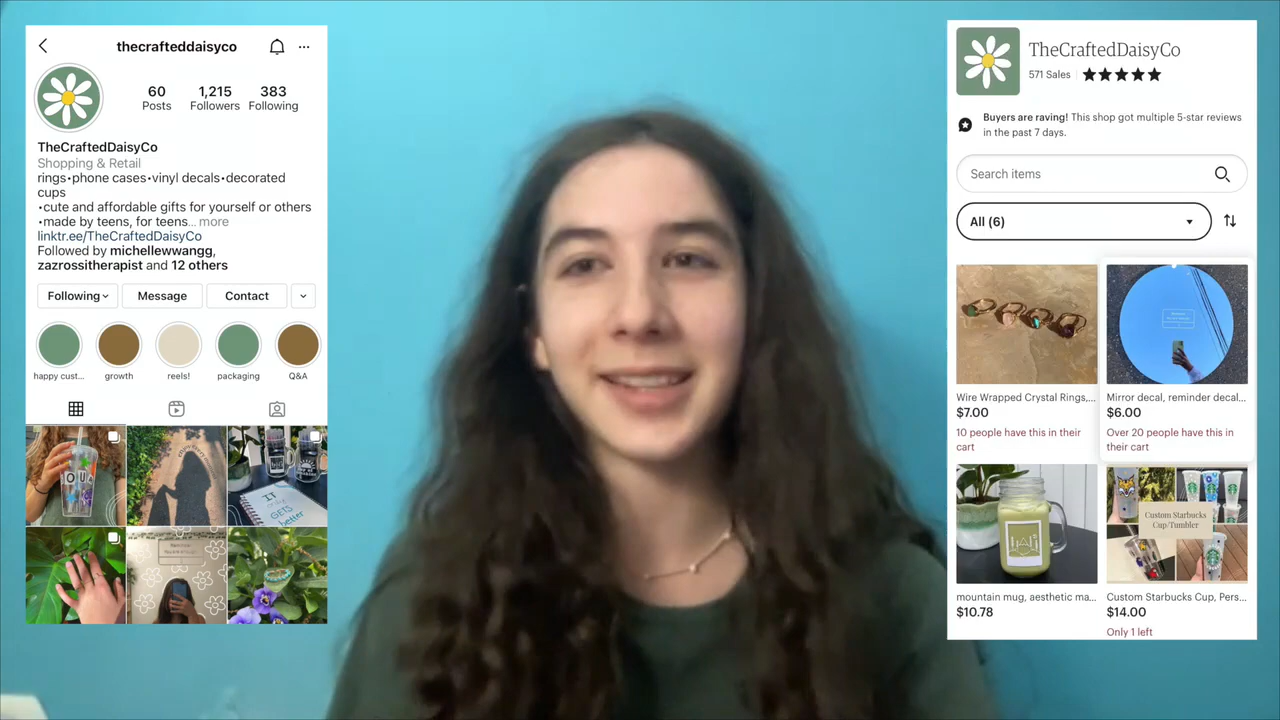 thecrafteddaisyco
60
1,215
383
Posts
Followers
Following
TheCraftedDaisyCo
Shopping & Retail
rings•phone cases•vinyl decals•decorated
cups
•cute and affordable gifts for yourself or others
•made by teens, for teens... more
linktr.ee/TheCraftedDaisyCo
Followed by michellewwangg,
zazrossitherapist and 12 others
Following
Message
Contact
happy cust...
growth
reels!
packaging
Q&A
YOU
IT
GETS
better
TheCraftedDaisyCo
571 Sales
Buyers are raving! This shop got multiple 5-star reviews
in the past 7 days.
Search items
All (6)
Wire Wrapped Crystal Rings,...
$7.00
10 people have this in their
cart
Mirror decal, reminder decal...
$6.00
Over 20 people have this in
their cart
mountain mug, aesthetic ma...
$10.78
Custom Starbucks
Cup/Tumbler
Custom Starbucks Cup, Pers...
$14.00
Only 1 left